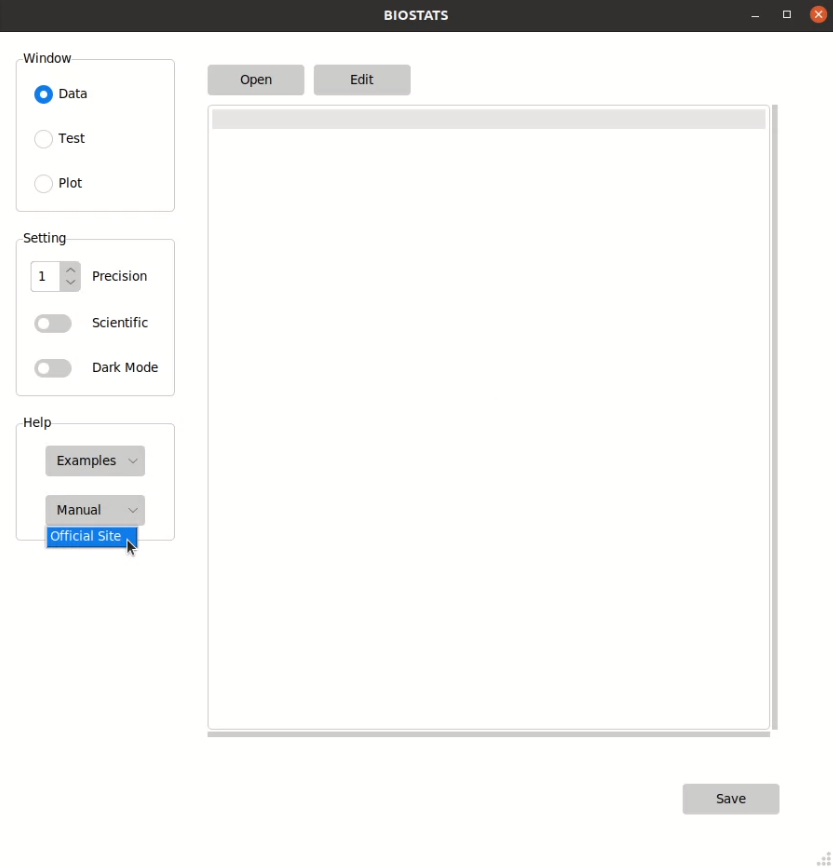 BIOSTATS
Window
Data
Test
Plot
Setting
1 Precision
Scientific
Dark Mode
Help
Examples
Manual
Official Site
Open Edit
Save